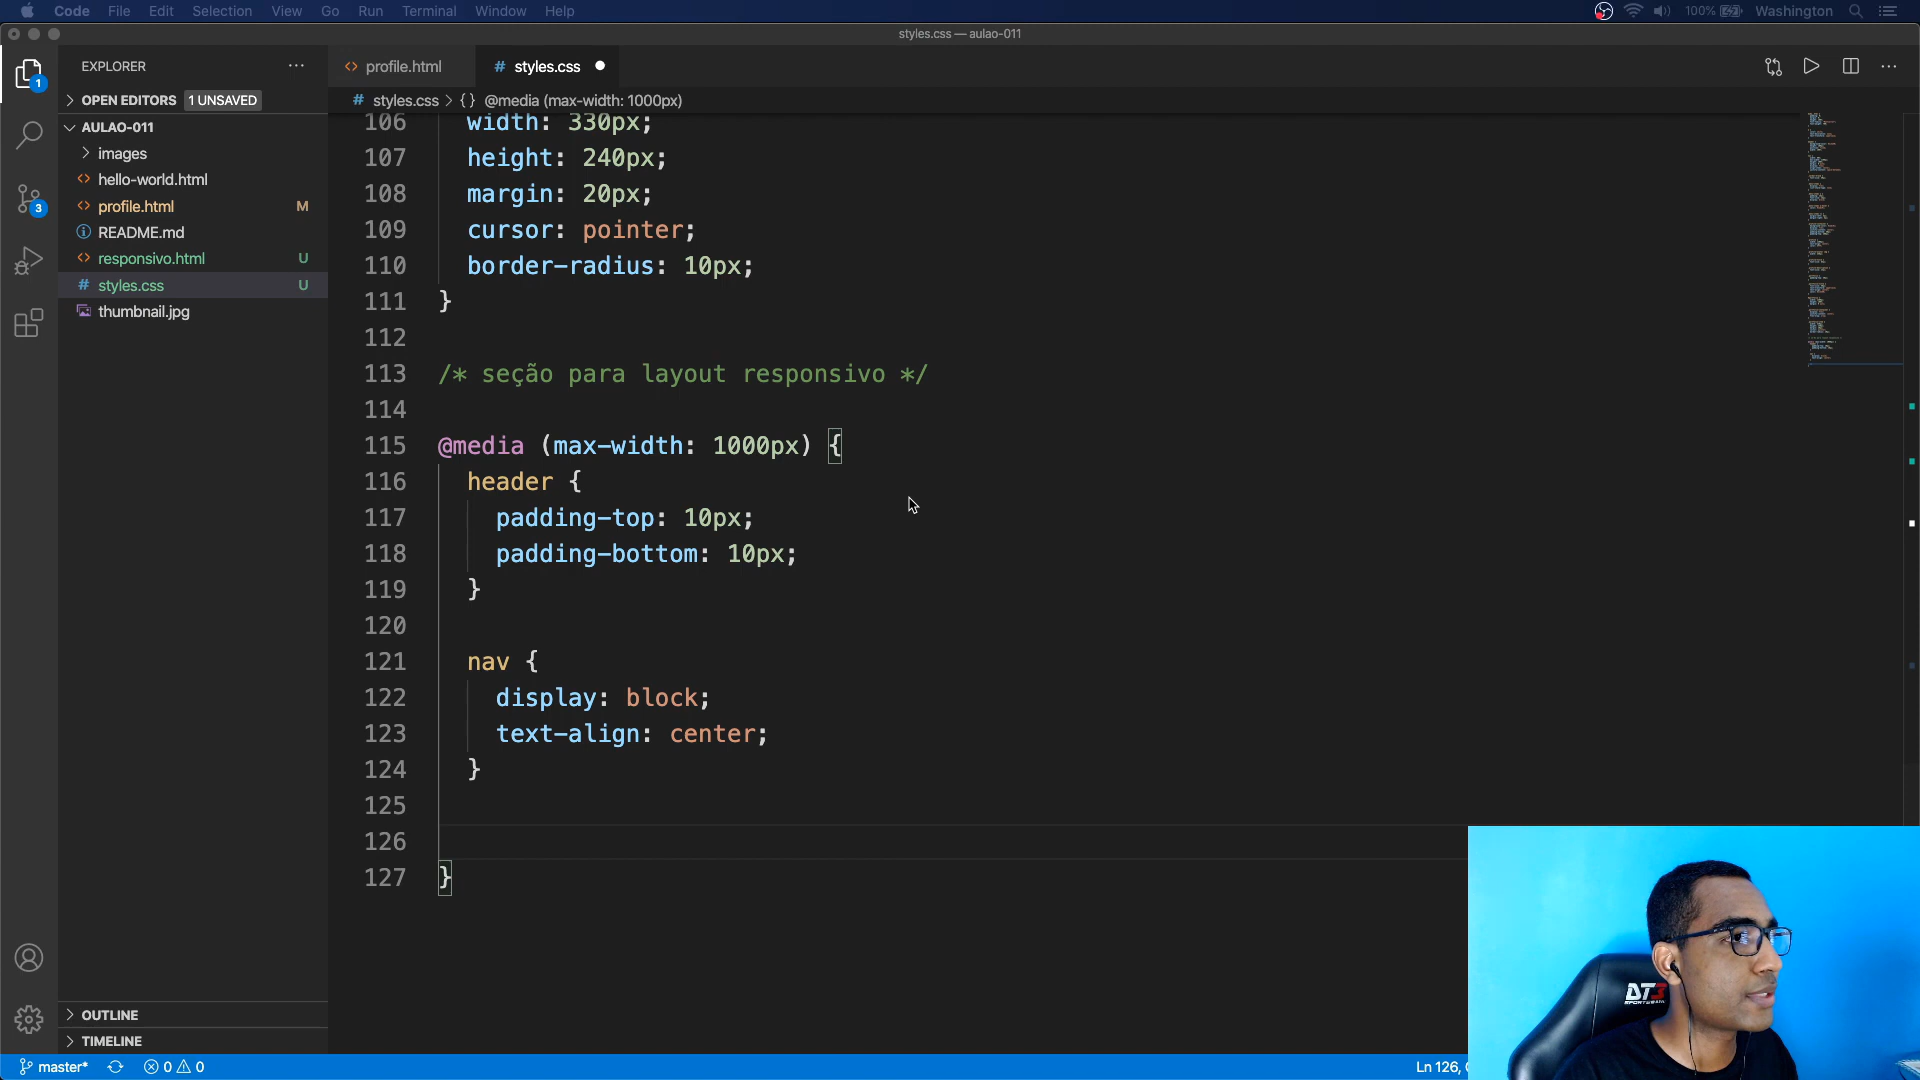 Code File Edit Selection View Go Run Terminal Window Help 100% Washington
styles.css — aulao-011
EXPLORER
OPEN EDITORS 1 UNSAVED
AULAO-011
images
hello-world.html
profile.html M
README.md
responsivo.html U
styles.css U
thumbnail.jpg
OUTLINE
TIMELINE
1
3
profile.html
# styles.css
# styles.css > {} @media (max-width: 1000px)
106 width: 330px;
107 height: 240px;
108 margin: 20px;
109 cursor: pointer;
110 border-radius: 10px;
111 }
112
113 /* seção para layout responsivo */
114
115 @media (max-width: 1000px) {
116 header {
117 padding-top: 10px;
118 padding-bottom: 10px;
119 }
120
121 nav {
122 display: block;
123 text-align: center;
124 }
125
126
127 }
DT3
master* 0 0 Ln 126,